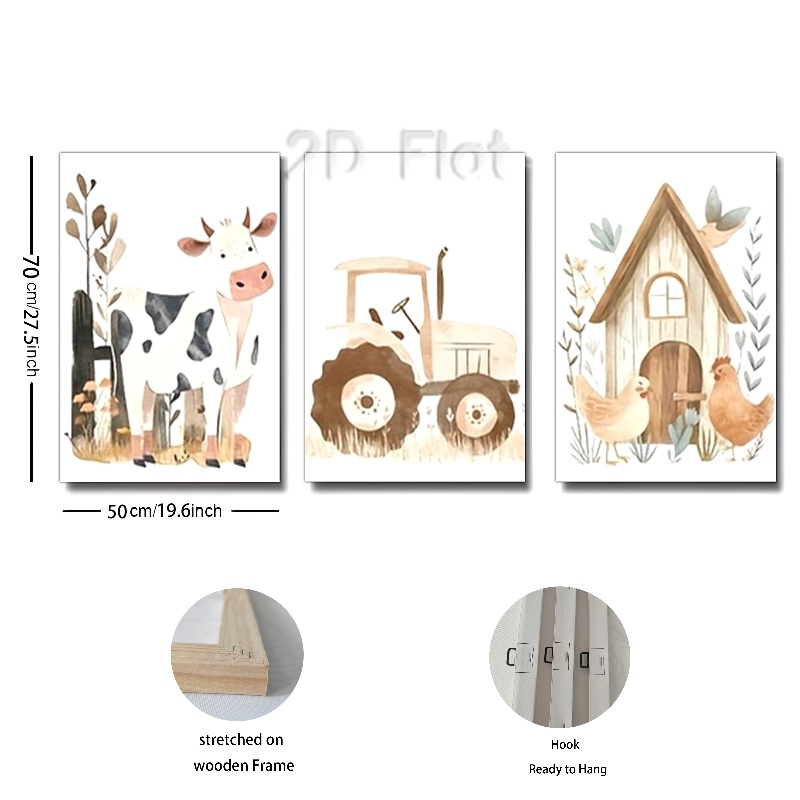 2D Flat
70 cm/27.5inch
50cm/19.6inch
stretched on
wooden Frame
Hook
Ready to Hang